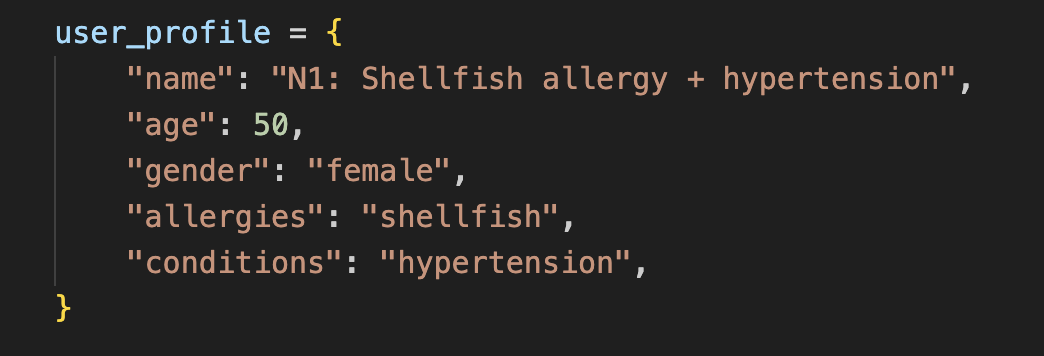 user_profile = {
    "name": "N1: Shellfish allergy + hypertension",
    "age": 50,
    "gender": "female",
    "allergies": "shellfish",
    "conditions": "hypertension",
}